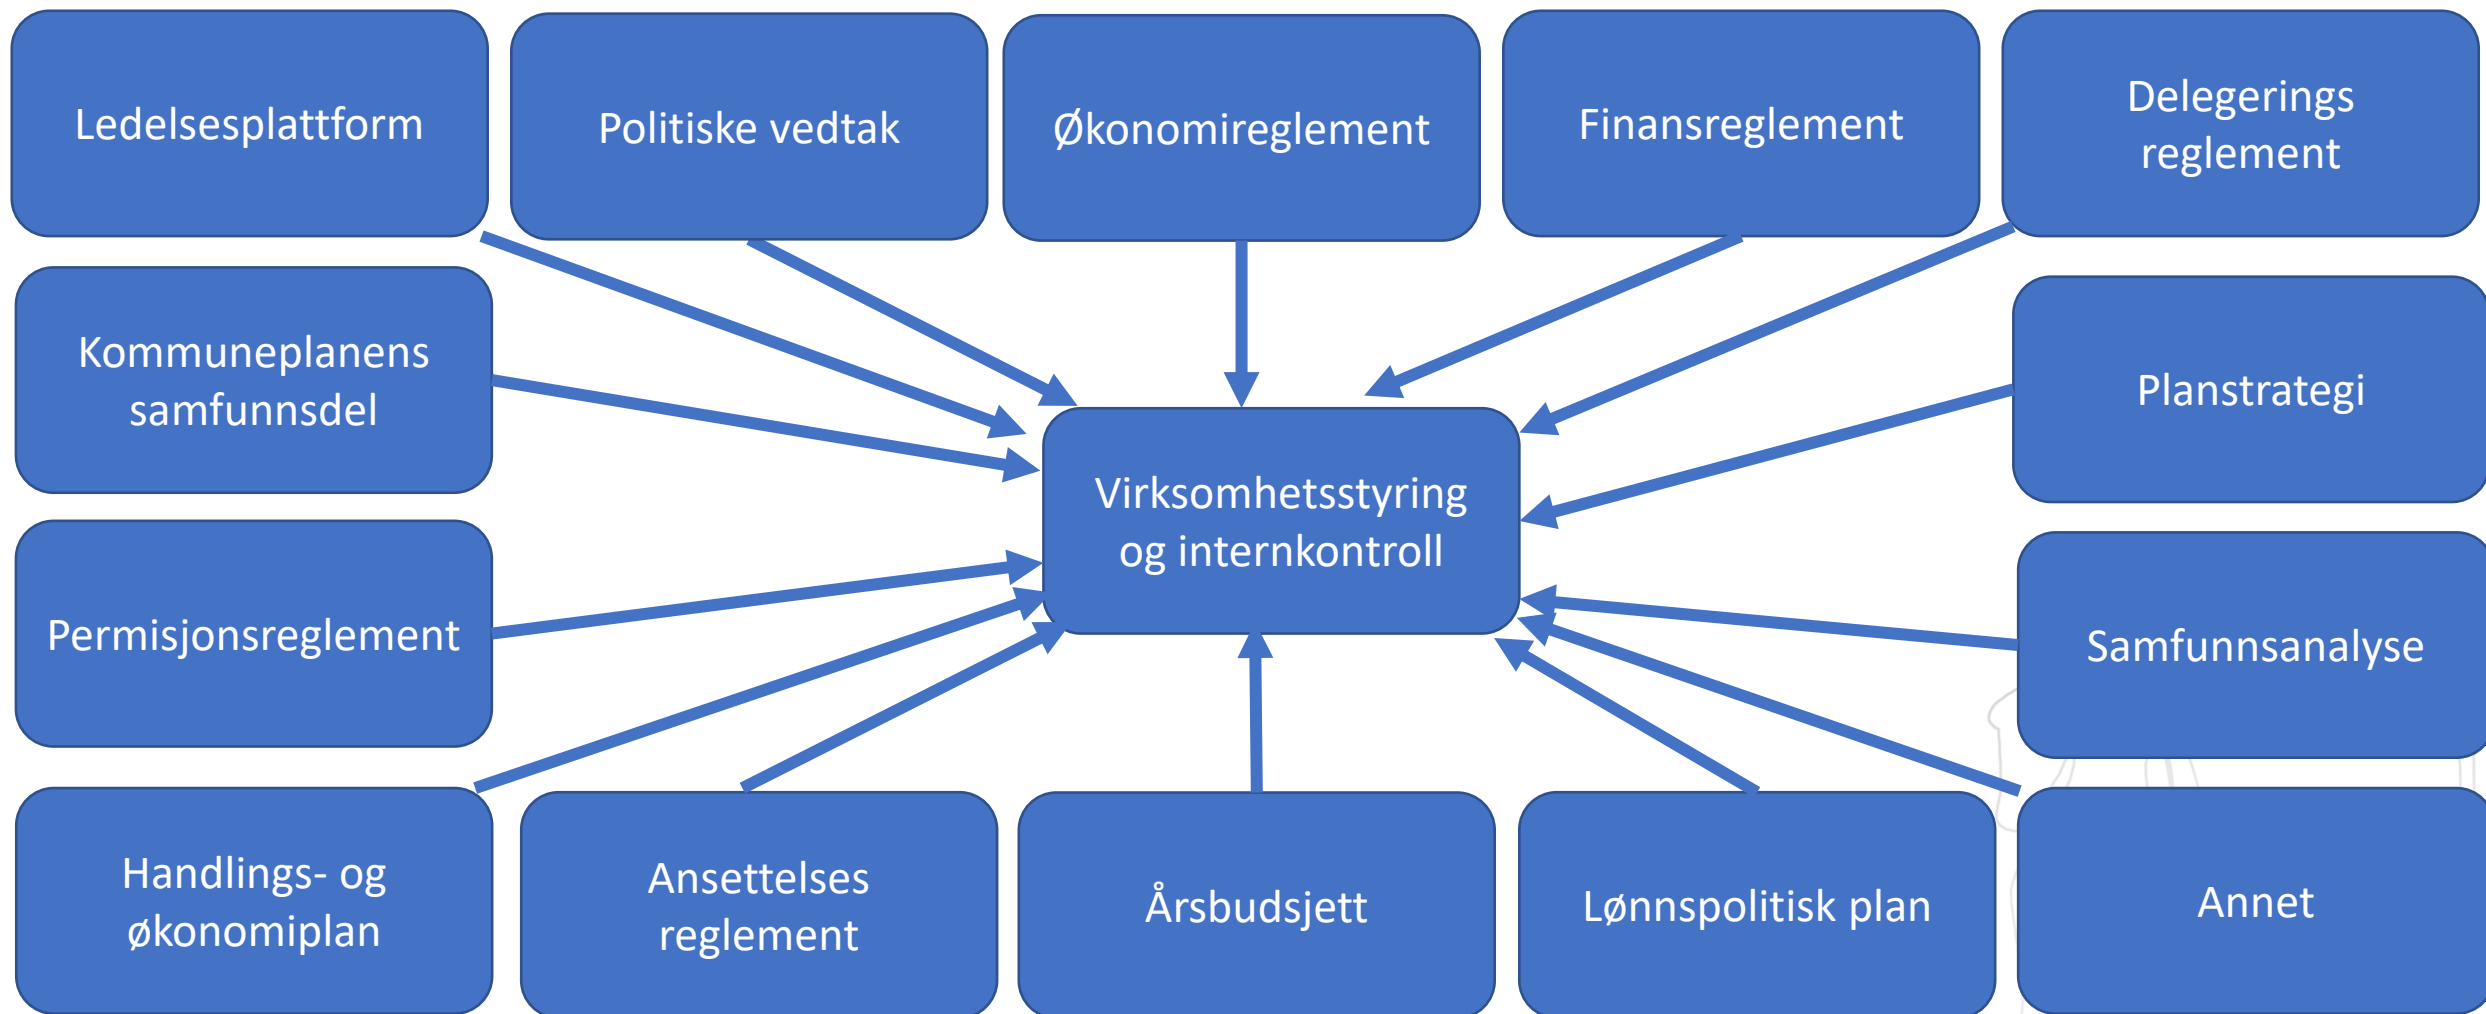 Ledelsesplattform
Politiske vedtak
Økonomireglement
Finansreglement
Delegerings
reglement
Kommuneplanens
samfunnsdel
Planstrategi
Virksomhetsstyring
og internkontroll
Permisjonsreglement
Samfunnsanalyse
Handlings- og
økonomiplan
Ansettelses
reglement
Årsbudsjett
Lønnspolitisk plan
Annet